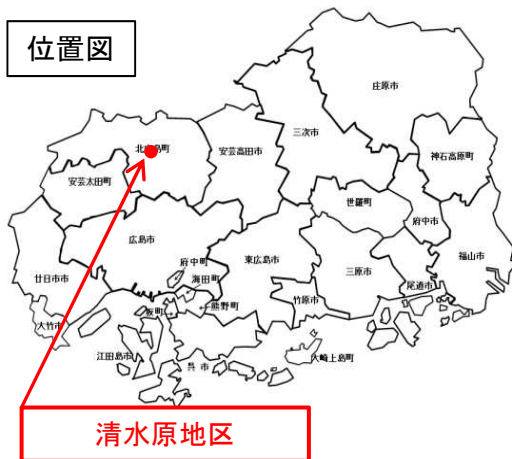 位置図
庄原市
三次市
北広島町
安芸高田市
神石高原町
安芸太田町
世羅町
府中市
広島市
東広島市
三原市
福山市
府中町
海田町
廿日市市
尾道市
竹原市
熊野町
坂町
大竹市
江田島市
呉市
大崎上島町
清水原地区